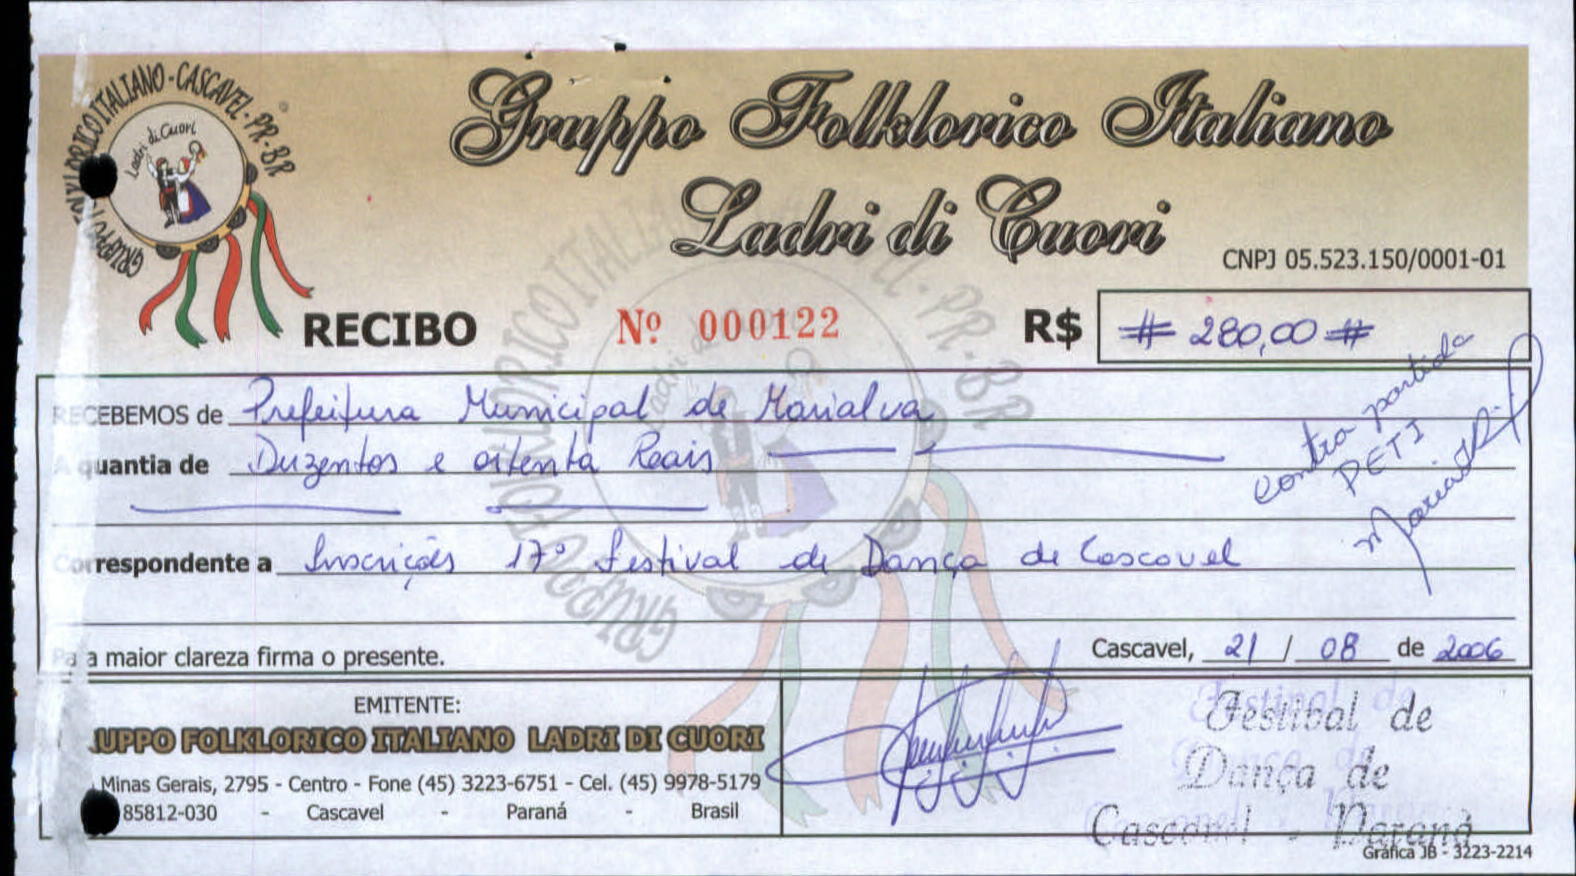 GRUPPO FOLKLORICO ITALIANO - CASCAVEL - PR - BR
Ladri di Cuori
Gruppo Folklorico Italiano
Ladri di Cuori
CNPJ 05.523.150/0001-01
RECIBO Nº 000122 R$ # 280,00 #
RECEBEMOS de Prefeitura Municipal de Marialva
A quantia de Duzentos e oitenta Reais
contra partida
PETI
Correspondente a Inscrições 17º Festival de Dança de Cascavel
Pa a maior clareza firma o presente. Cascavel, 21 / 08 de 2006
EMITENTE:
UPPO FOLKLORICO ITALIANO LADRI DI CUORI
Minas Gerais, 2795 - Centro - Fone (45) 3223-6751 - Cel. (45) 9978-5179
85812-030 - Cascavel - Paraná - Brasil
Festival de
Dança de
Cascavel - Paraná
Gráfica JB - 3223-2214